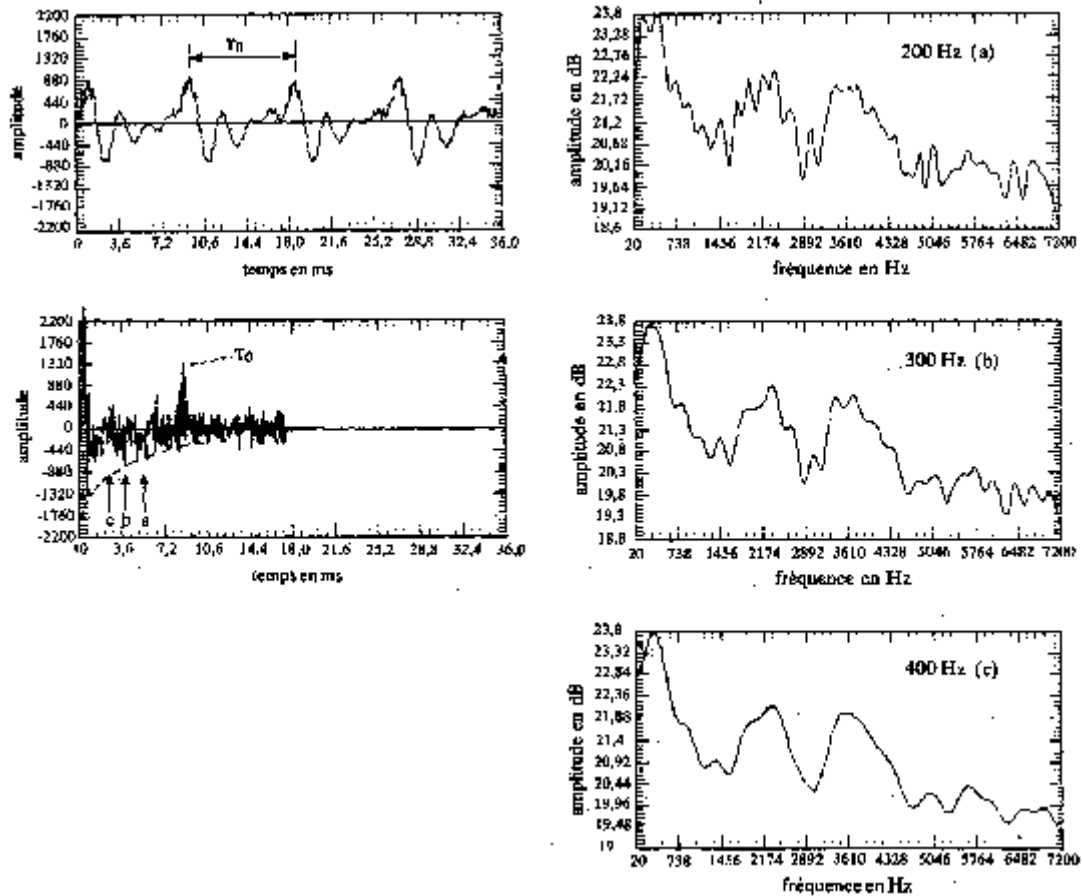 2200
1760
1320
880
440
0
-440
-880
-1320
-1760
-2200
amplitude
T0
0 3,6 7,2 10,6 14,4 18,0 21,6 25,2 28,8 32,4 36,0
temps en ms
23,8
23,28
22,76
22,24
21,72
21,2
20,68
20,16
19,64
19,12
18,6
amplitude en dB
200 Hz (a)
20 738 1456 2174 2892 3610 4328 5046 5764 6482 7200
fréquence en Hz
2200
1760
1320
880
440
0
-440
-880
-1320
-1760
-2200
amplitude
T0
c b a
0 3,6 7,2 10,6 14,4 18,0 21,6 25,2 28,8 32,4 36,0
temps en ms
23,8
23,3
22,8
22,3
21,8
21,3
20,8
20,3
19,8
19,3
18,8
amplitude en dB
300 Hz (b)
20 738 1456 2174 2892 3610 4328 5046 5764 6482 7200
fréquence en Hz
23,8
23,32
22,84
22,36
21,88
21,4
20,92
20,44
19,96
19,48
19
amplitude en dB
400 Hz (c)
20 738 1456 2174 2892 3610 4328 5046 5764 6482 7200
fréquence en Hz